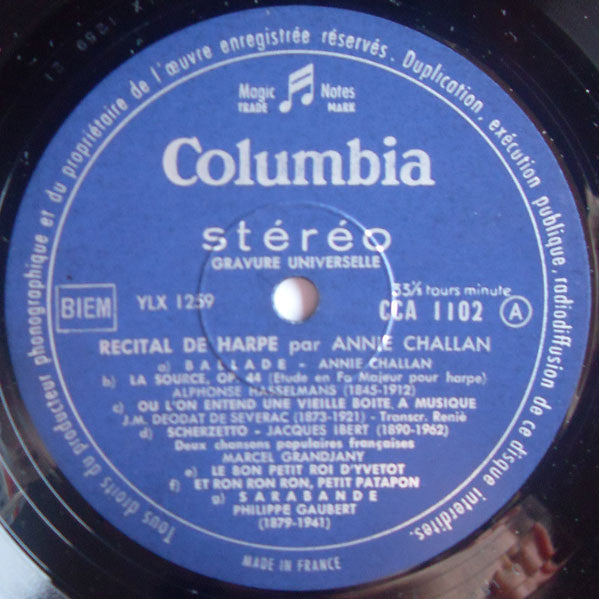 Tous droits du producteur phonographique et du propriétaire de l'œuvre enregistrée réservés. Duplication, exécution publique, radiodiffusion de ce disque interdites.
Magic Notes
TRADE MARK
Columbia
stéréo
GRAVURE UNIVERSELLE
BIEM
YLX 1259
33⅓ tours minute
CCA 1102 A
RECITAL DE HARPE par ANNIE CHALLAN
a) BALLADE - ANNIE CHALLAN
b) LA SOURCE, OP. 44 (Etude en Fa Majeur pour harpe)
ALPHONSE HASSELMANS (1845-1912)
c) OU L'ON ENTEND UNE VIEILLE BOITE A MUSIQUE
J.M. DEODAT DE SEVERAC (1873-1921) - Transcr. Renié
d) SCHERZETTO - JACQUES IBERT (1890-1962)
Deux chansons populaires françaises
MARCEL GRANDJANY
e) LE BON PETIT ROI D'YVETOT
f) ET RON RON RON, PETIT PATAPON
g) SARABANDE
PHILIPPE GAUBERT
(1879-1941)
MADE IN FRANCE